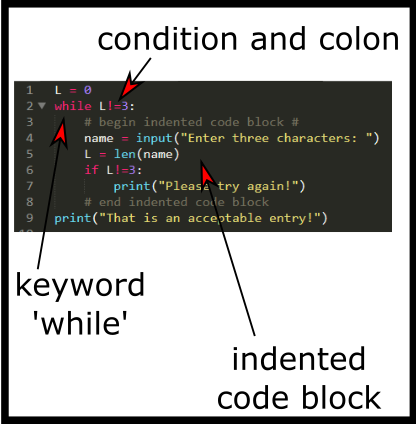 condition and colon
1 L = 0
2 while L!=3:
3 # begin indented code block #
4 name = input("Enter three characters: ")
5 L = len(name)
6 if L!=3:
7 print("Please try again!")
8 # end indented code block
9 print("That is an acceptable entry!")
keyword
'while'
indented
code block